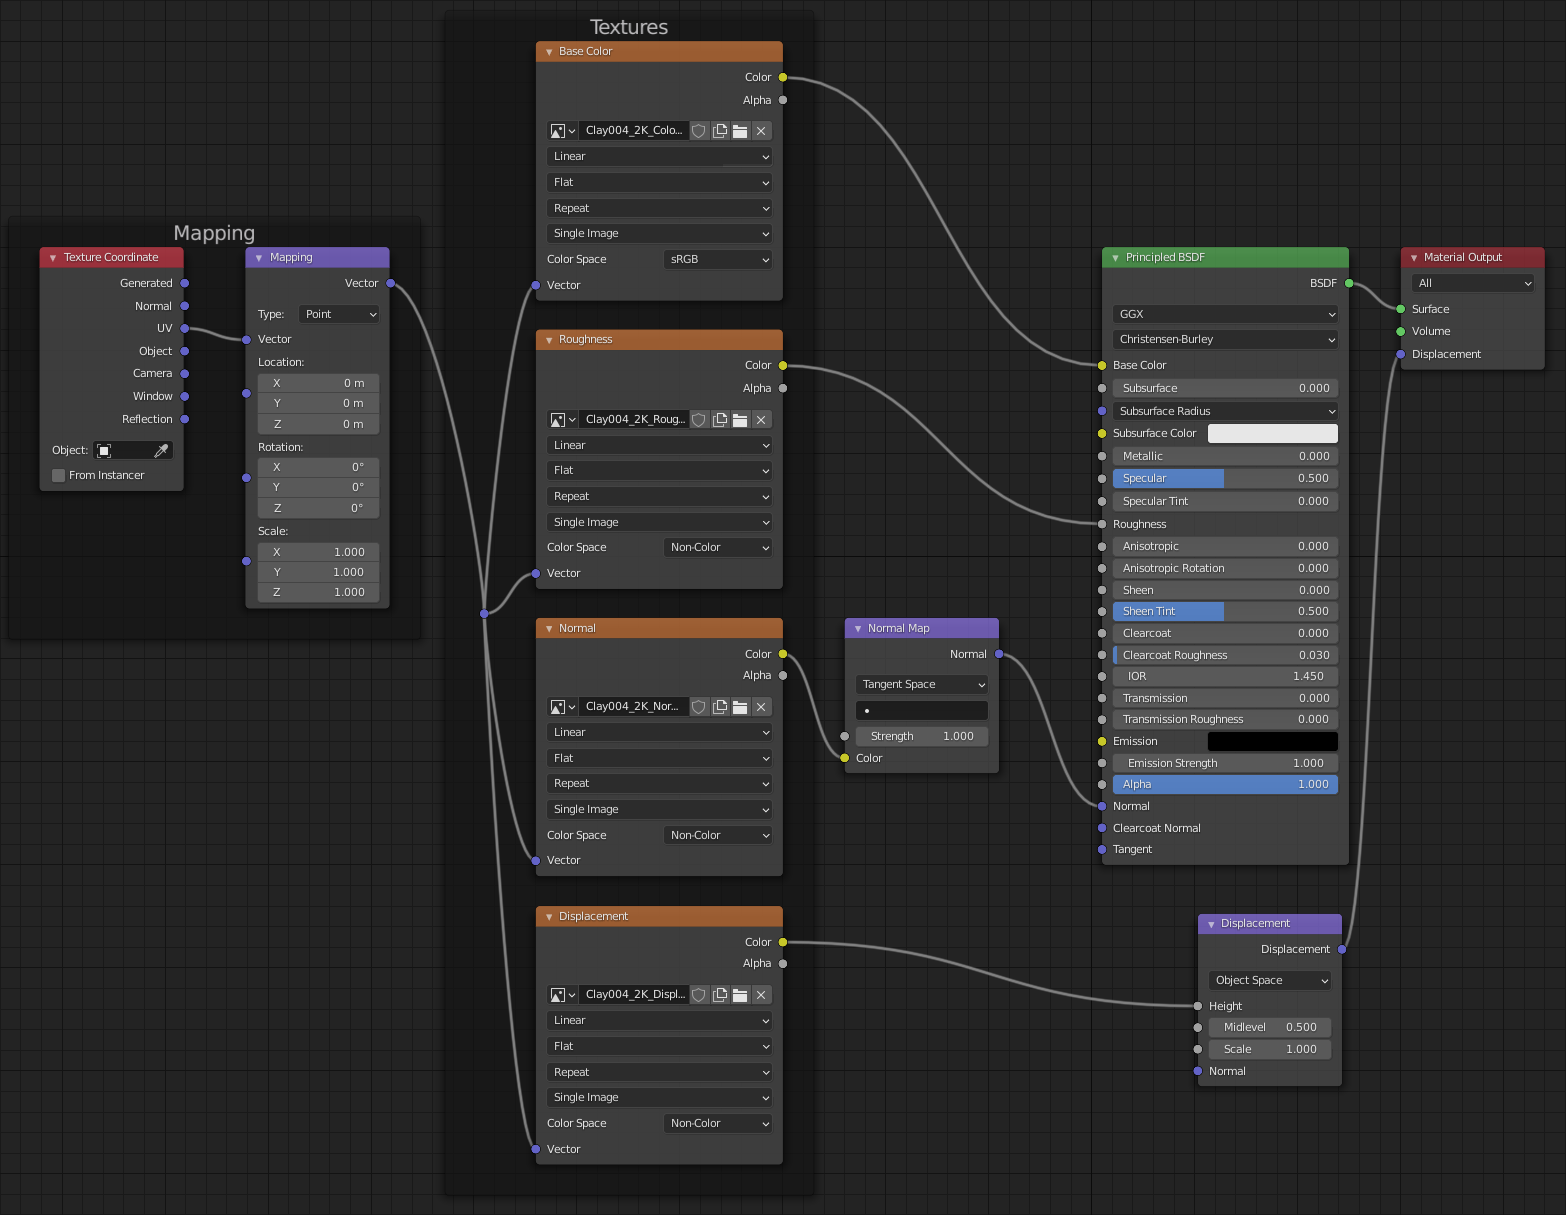 Mapping
Texture Coordinate
Generated
Normal
UV
Object
Camera
Window
Reflection
Object:
From Instancer
Mapping
Vector
Type: Point
Vector
Location:
X 0 m
Y 0 m
Z 0 m
Rotation:
X 0°
Y 0°
Z 0°
Scale:
X 1.000
Y 1.000
Z 1.000
Textures
Base Color
Color
Alpha
Clay004_2K_Colo...
Linear
Flat
Repeat
Single Image
Color Space sRGB
Vector
Roughness
Color
Alpha
Clay004_2K_Roug...
Linear
Flat
Repeat
Single Image
Color Space Non-Color
Vector
Normal
Color
Alpha
Clay004_2K_Nor...
Linear
Flat
Repeat
Single Image
Color Space Non-Color
Vector
Displacement
Color
Alpha
Clay004_2K_Displ...
Linear
Flat
Repeat
Single Image
Color Space Non-Color
Vector
Normal Map
Normal
Tangent Space
Strength 1.000
Color
Principled BSDF
BSDF
GGX
Christensen-Burley
Base Color
Subsurface 0.000
Subsurface Radius
Subsurface Color
Metallic 0.000
Specular 0.500
Specular Tint 0.000
Roughness
Anisotropic 0.000
Anisotropic Rotation 0.000
Sheen 0.000
Sheen Tint 0.500
Clearcoat 0.000
Clearcoat Roughness 0.030
IOR 1.450
Transmission 0.000
Transmission Roughness 0.000
Emission
Emission Strength 1.000
Alpha 1.000
Normal
Clearcoat Normal
Tangent
Displacement
Displacement
Object Space
Height
Midlevel 0.500
Scale 1.000
Normal
Material Output
All
Surface
Volume
Displacement